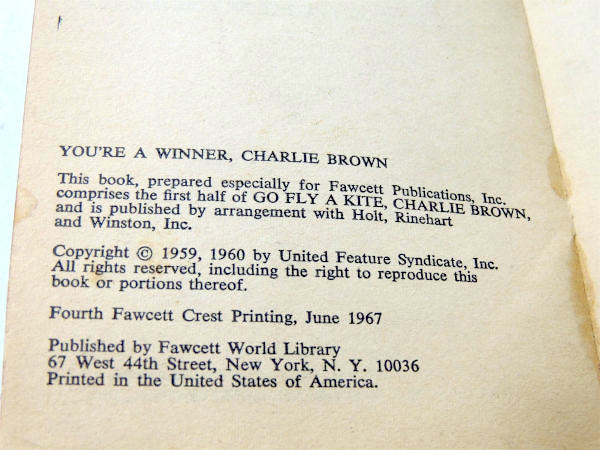 YOU'RE A WINNER, CHARLIE BROWN
This book, prepared especially for Fawcett Publications, Inc.
comprises the first half of GO FLY A KITE, CHARLIE BROWN,
and is published by arrangement with Holt, Rinehart
and Winston, Inc.
Copyright © 1959, 1960 by United Feature Syndicate, Inc.
All rights reserved, including the right to reproduce this
book or portions thereof.
Fourth Fawcett Crest Printing, June 1967
Published by Fawcett World Library
67 West 44th Street, New York, N. Y. 10036
Printed in the United States of America.